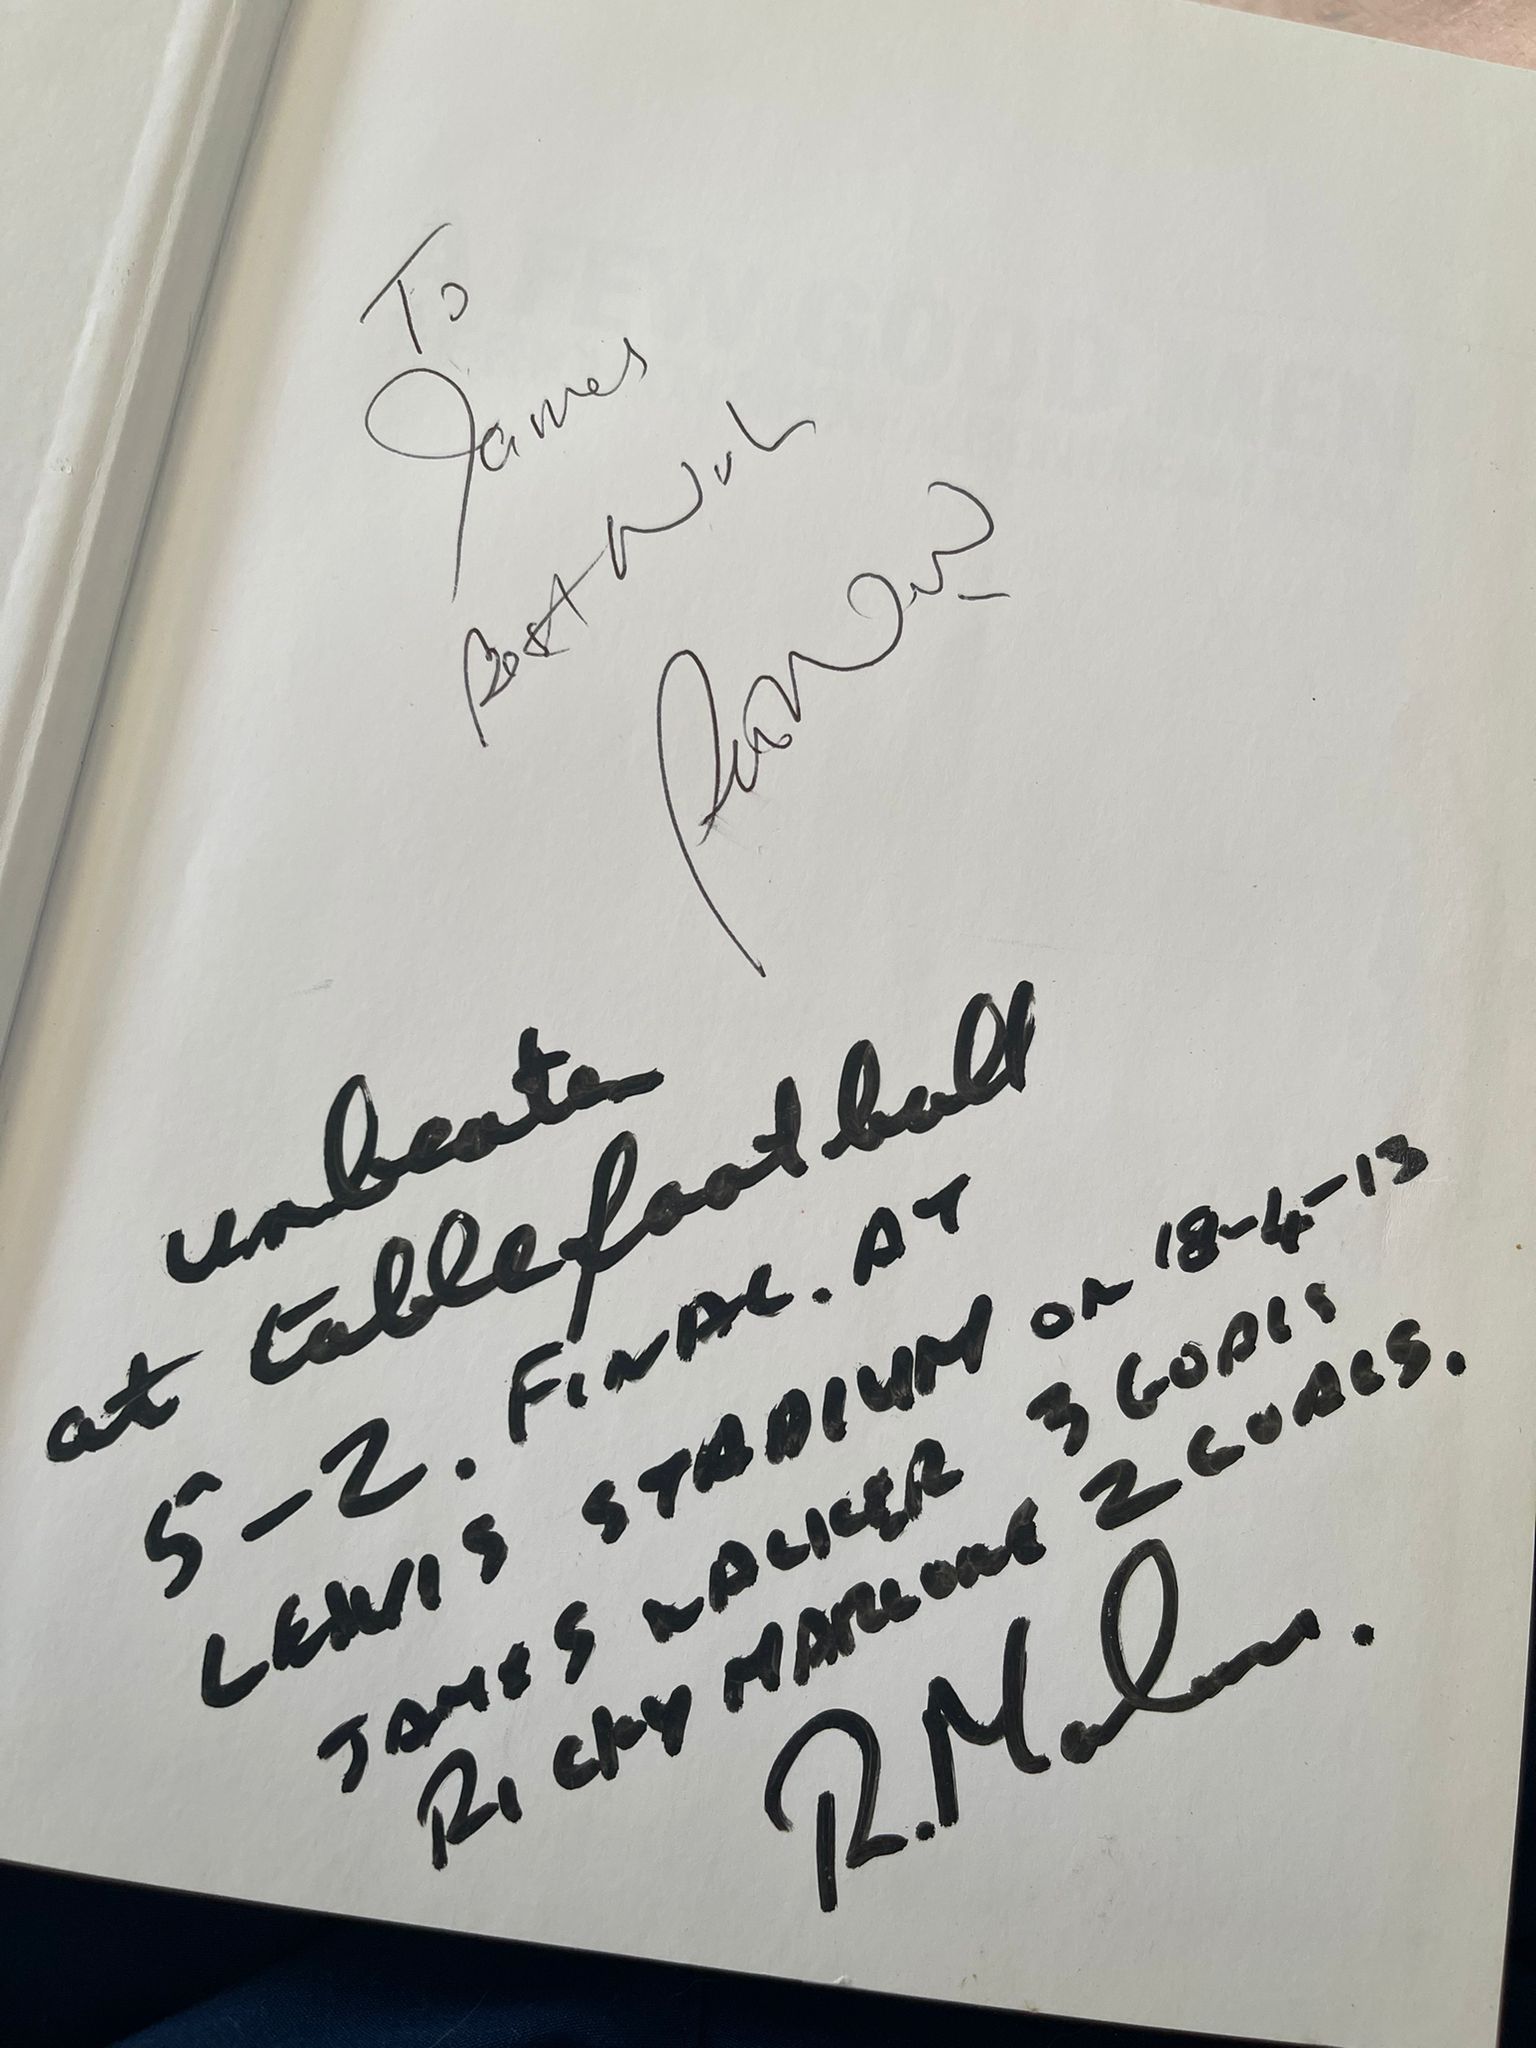 To
James
Best Wish
unbeaten
at table football
5-2. FINAL. AT
LEWIS STADIUM ON 18-4-13
JAMES WALKER 3 GOALS
RICKY MARLOWE 2 GOALS.
R. Marlowe.